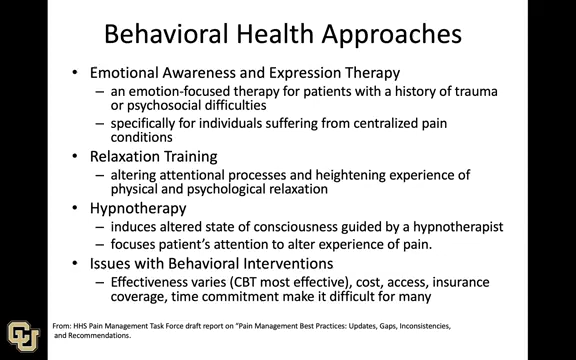 Behavioral Health Approaches
• Emotional Awareness and Expression Therapy
– an emotion-focused therapy for patients with a history of trauma
or psychosocial difficulties
– specifically for individuals suffering from centralized pain
conditions
• Relaxation Training
– altering attentional processes and heightening experience of
physical and psychological relaxation
• Hypnotherapy
– induces altered state of consciousness guided by a hypnotherapist
– focuses patient's attention to alter experience of pain.
• Issues with Behavioral Interventions
– Effectiveness varies (CBT most effective), cost, access, insurance
coverage, time commitment make it difficult for many
From: HHS Pain Management Task Force draft report on "Pain Management Best Practices: Updates, Gaps, Inconsistencies,
and Recommendations.
CU